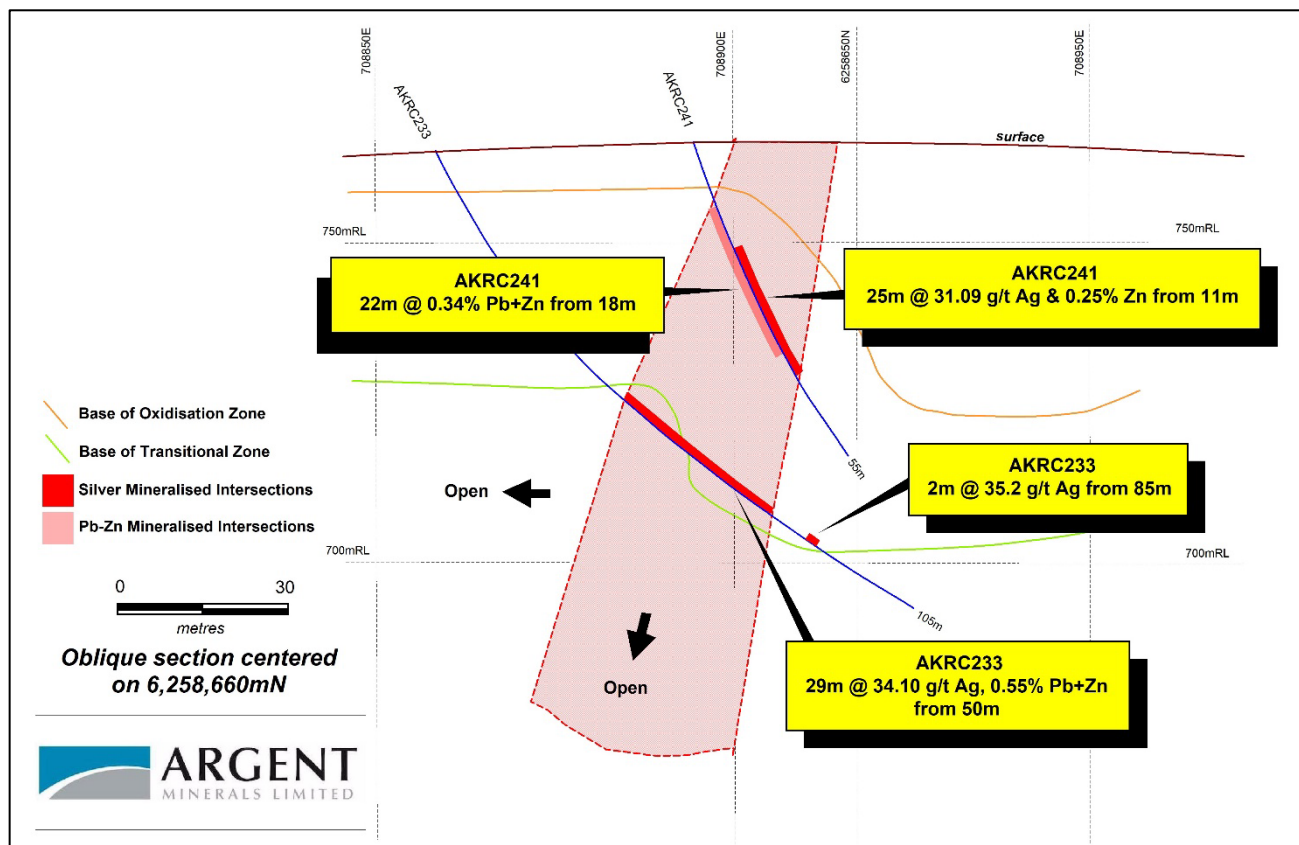 708850E
708900E
6258650N
708950E
AKRC233
AKRC241
surface
750mRL
750mRL
AKRC241
22m @ 0.34% Pb+Zn from 18m
AKRC241
25m @ 31.09 g/t Ag & 0.25% Zn from 11m
Base of Oxidisation Zone
Base of Transitional Zone
Silver Mineralised Intersections
Pb-Zn Mineralised Intersections
Open
55m
AKRC233
2m @ 35.2 g/t Ag from 85m
700mRL
700mRL
0 30
metres
105m
Oblique section centered
on 6,258,660mN
Open
AKRC233
29m @ 34.10 g/t Ag, 0.55% Pb+Zn
from 50m
ARGENT
MINERALS LIMITED